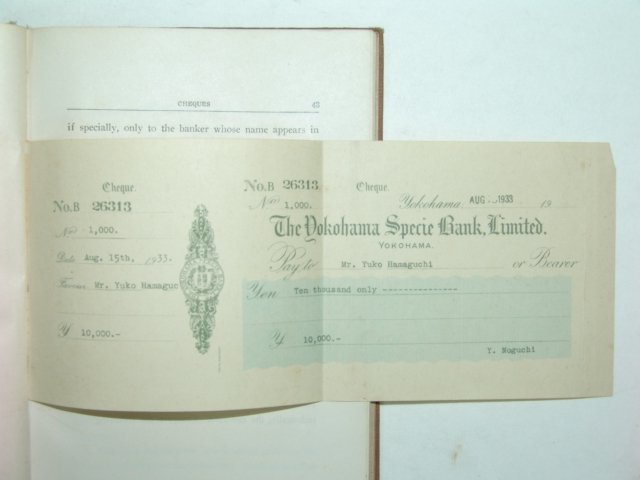 CHEQUES 43
if specially, only to the banker whose name appears in
Cheque.
No.B 26313
No 1,000.
Date Aug. 15th, 1933.
Favour Mr. Yuko Hamaguc
¥ 10,000.-
No.B 26313 Cheque.
No 1,000. Yokohama, AUG 1933 19
The Yokohama Specie Bank, Limited.
YOKOHAMA.
Pay to Mr. Yuko Hamaguchi or Bearer
Yen Ten thousand only ---------------
¥ 10,000.-
Y. Noguchi